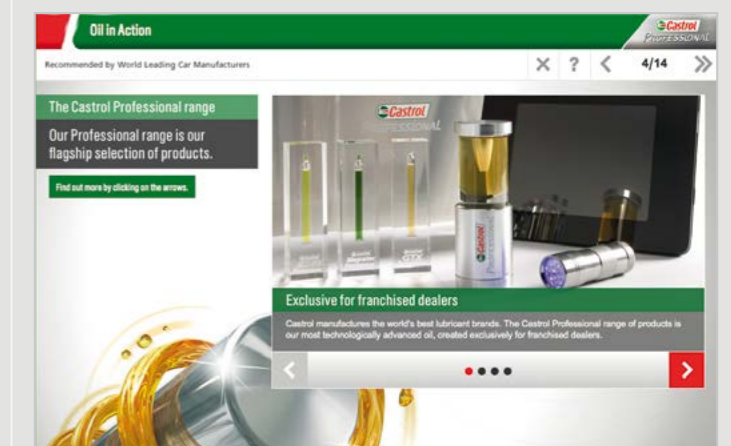 Oil in Action
Castrol
PROFESSIONAL
Recommended by World Leading Car Manufacturers
X ? < 4/14 >>
The Castrol Professional range
Our Professional range is our
flagship selection of products.
Find out more by clicking on the arrows.
Castrol
PROFESSIONAL
Castrol
PROFESSIONAL
Exclusive for franchised dealers
Castrol manufactures the world's best lubricant brands. The Castrol Professional range of products is
our most technologically advanced oil, created exclusively for franchised dealers.